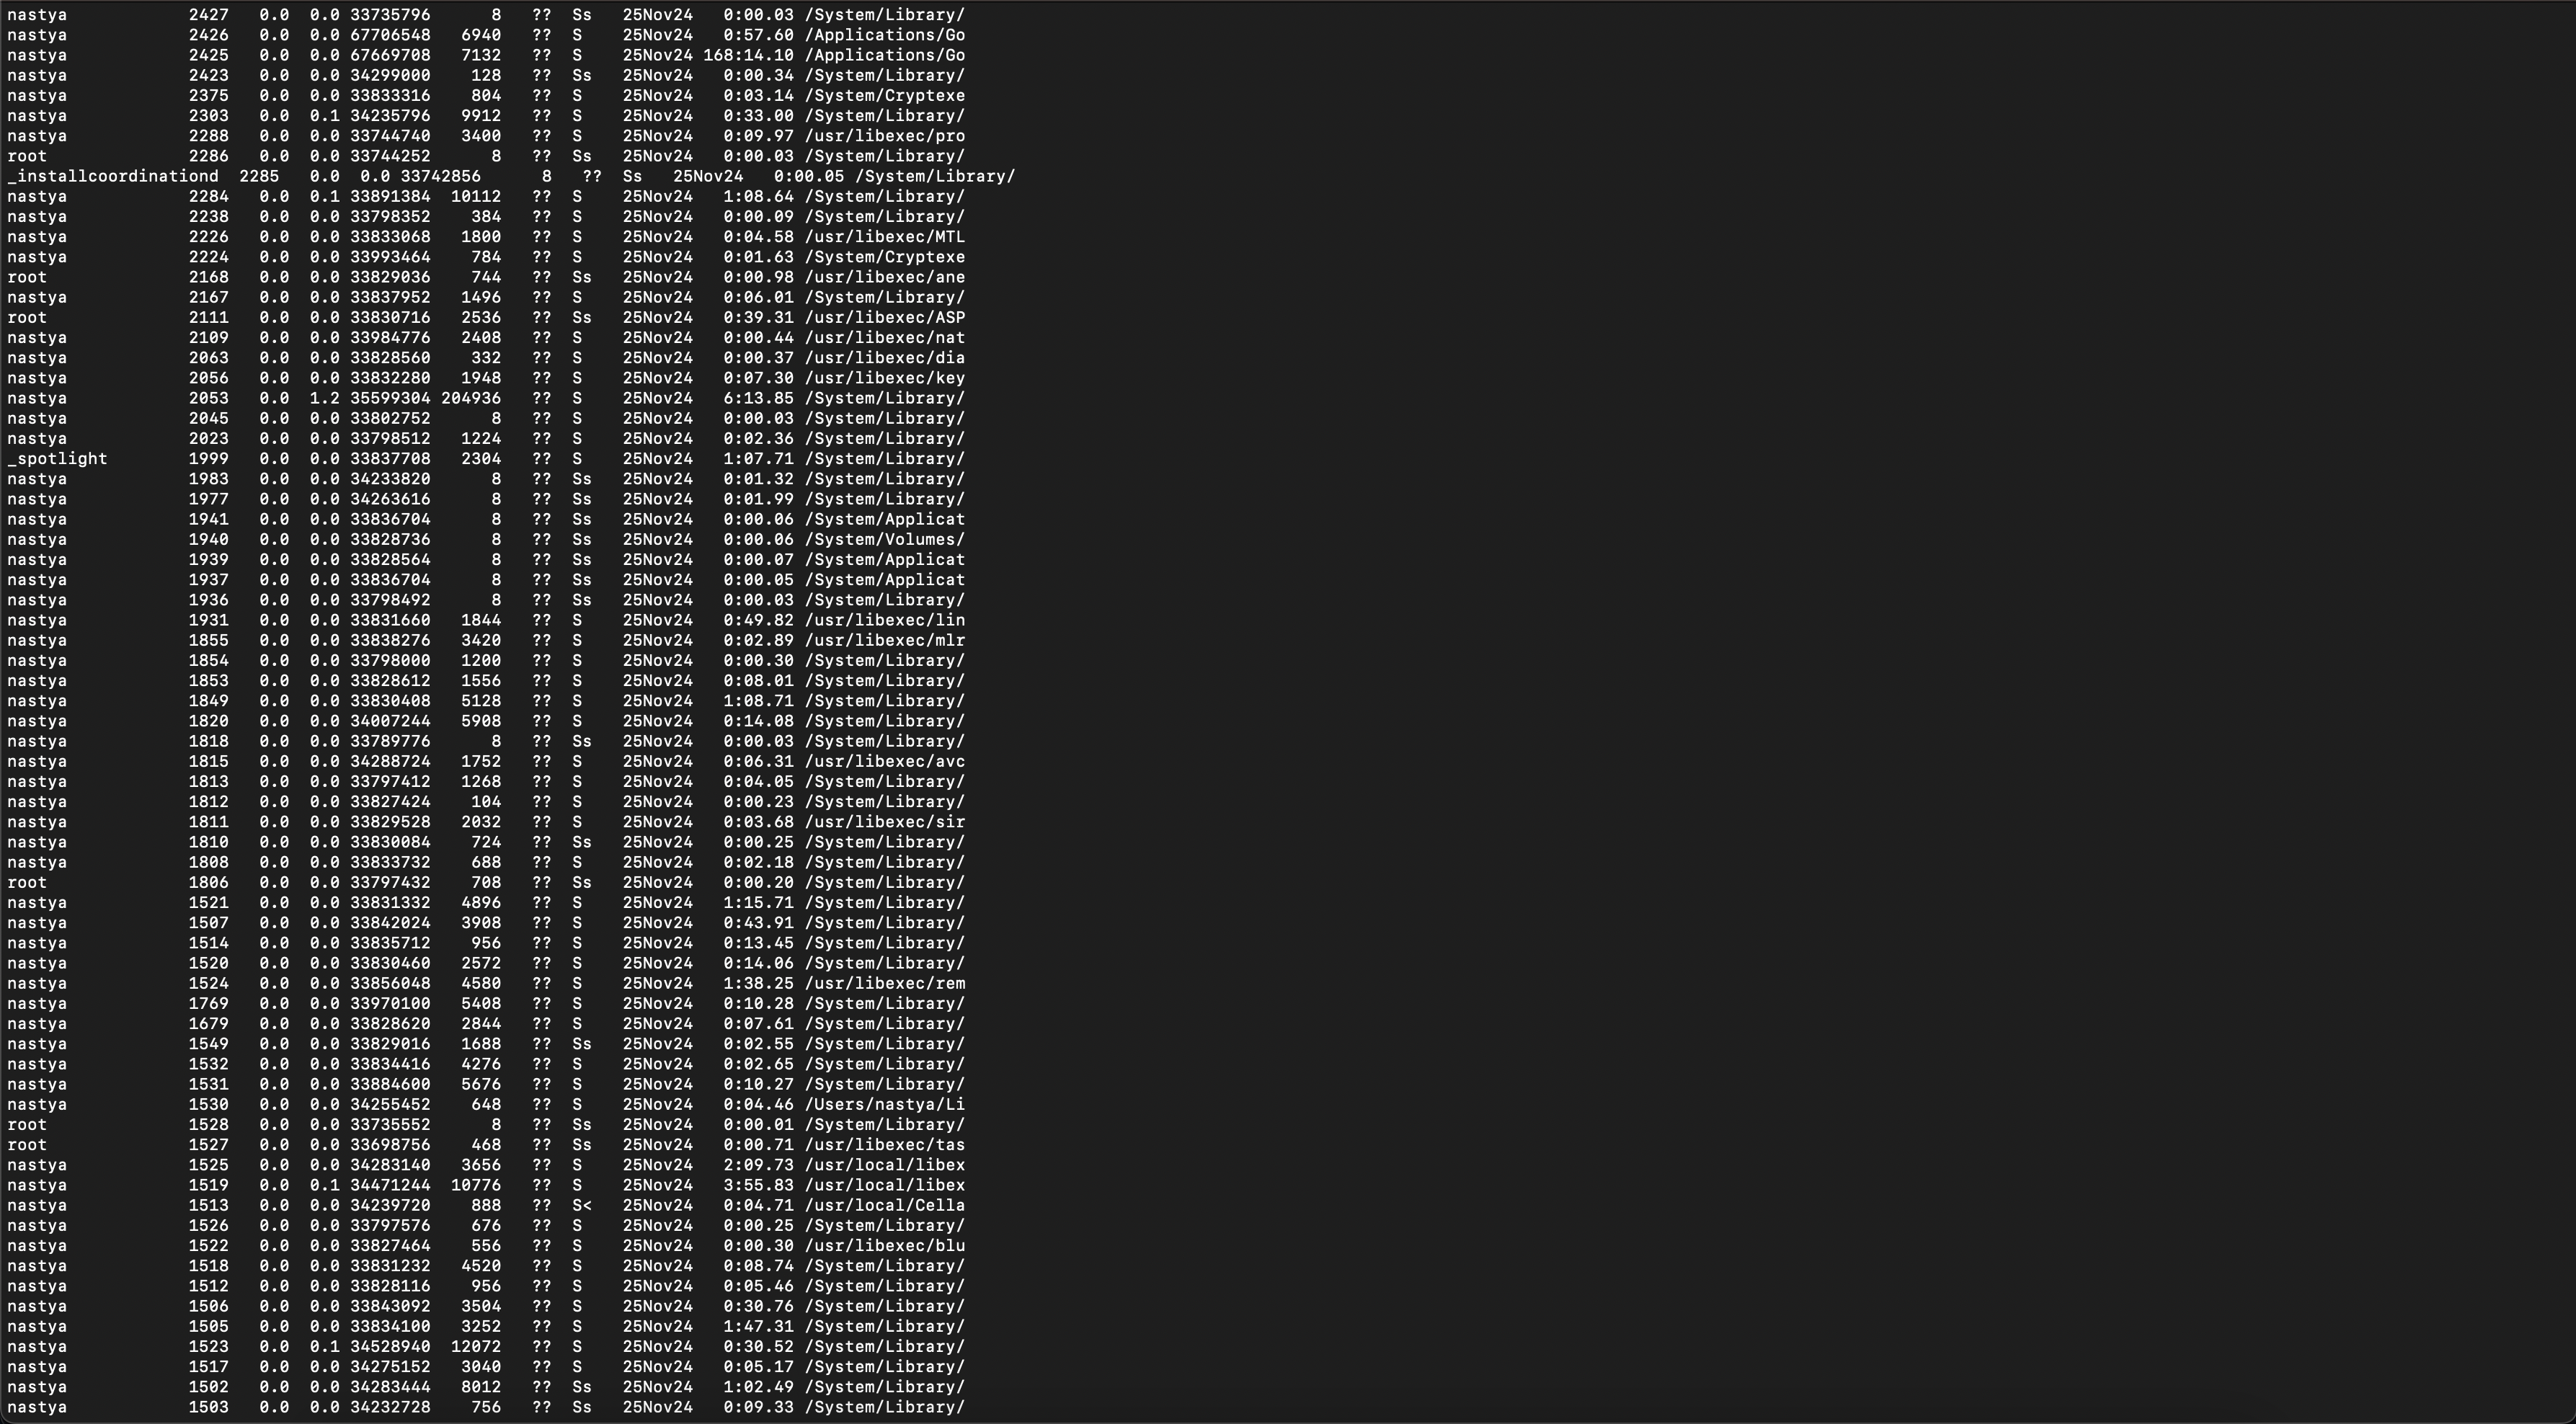 nastya            2427   0.0  0.0 33735796      8   ??  Ss   25Nov24   0:00.03 /System/Library/
nastya            2426   0.0  0.0 67706548   6940   ??  S    25Nov24   0:57.60 /Applications/Go
nastya            2425   0.0  0.0 67669708   7132   ??  S    25Nov24 168:14.10 /Applications/Go
nastya            2423   0.0  0.0 34299000    128   ??  Ss   25Nov24   0:00.34 /System/Library/
nastya            2375   0.0  0.0 33833316    804   ??  S    25Nov24   0:03.14 /System/Cryptexe
nastya            2303   0.0  0.1 34235796   9912   ??  S    25Nov24   0:33.00 /System/Library/
nastya            2288   0.0  0.0 33744740   3400   ??  S    25Nov24   0:09.97 /usr/libexec/pro
root              2286   0.0  0.0 33744252      8   ??  Ss   25Nov24   0:00.03 /System/Library/
_installcoordinationd  2285   0.0  0.0 33742856      8   ??  Ss   25Nov24   0:00.05 /System/Library/
nastya            2284   0.0  0.1 33891384  10112   ??  S    25Nov24   1:08.64 /System/Library/
nastya            2238   0.0  0.0 33798352    384   ??  S    25Nov24   0:00.09 /System/Library/
nastya            2226   0.0  0.0 33833068   1800   ??  S    25Nov24   0:04.58 /usr/libexec/MTL
nastya            2224   0.0  0.0 33993464    784   ??  S    25Nov24   0:01.63 /System/Cryptexe
root              2168   0.0  0.0 33829036    744   ??  Ss   25Nov24   0:00.98 /usr/libexec/ane
nastya            2167   0.0  0.0 33837952   1496   ??  S    25Nov24   0:06.01 /System/Library/
root              2111   0.0  0.0 33830716   2536   ??  Ss   25Nov24   0:39.31 /usr/libexec/ASP
nastya            2109   0.0  0.0 33984776   2408   ??  S    25Nov24   0:00.44 /usr/libexec/nat
nastya            2063   0.0  0.0 33828560    332   ??  S    25Nov24   0:00.37 /usr/libexec/dia
nastya            2056   0.0  0.0 33832280   1948   ??  S    25Nov24   0:07.30 /usr/libexec/key
nastya            2053   0.0  1.2 35599304 204936   ??  S    25Nov24   6:13.85 /System/Library/
nastya            2045   0.0  0.0 33802752      8   ??  S    25Nov24   0:00.03 /System/Library/
nastya            2023   0.0  0.0 33798512   1224   ??  S    25Nov24   0:02.36 /System/Library/
_spotlight        1999   0.0  0.0 33837708   2304   ??  S    25Nov24   1:07.71 /System/Library/
nastya            1983   0.0  0.0 34233820      8   ??  Ss   25Nov24   0:01.32 /System/Library/
nastya            1977   0.0  0.0 34263616      8   ??  Ss   25Nov24   0:01.99 /System/Library/
nastya            1941   0.0  0.0 33836704      8   ??  Ss   25Nov24   0:00.06 /System/Applicat
nastya            1940   0.0  0.0 33828736      8   ??  Ss   25Nov24   0:00.06 /System/Volumes/
nastya            1939   0.0  0.0 33828564      8   ??  Ss   25Nov24   0:00.07 /System/Applicat
nastya            1937   0.0  0.0 33836704      8   ??  Ss   25Nov24   0:00.05 /System/Applicat
nastya            1936   0.0  0.0 33798492      8   ??  Ss   25Nov24   0:00.03 /System/Library/
nastya            1931   0.0  0.0 33831660   1844   ??  S    25Nov24   0:49.82 /usr/libexec/lin
nastya            1855   0.0  0.0 33838276   3420   ??  S    25Nov24   0:02.89 /usr/libexec/mlr
nastya            1854   0.0  0.0 33798000   1200   ??  S    25Nov24   0:00.30 /System/Library/
nastya            1853   0.0  0.0 33828612   1556   ??  S    25Nov24   0:08.01 /System/Library/
nastya            1849   0.0  0.0 33830408   5128   ??  S    25Nov24   1:08.71 /System/Library/
nastya            1820   0.0  0.0 34007244   5908   ??  S    25Nov24   0:14.08 /System/Library/
nastya            1818   0.0  0.0 33789776      8   ??  Ss   25Nov24   0:00.03 /System/Library/
nastya            1815   0.0  0.0 34288724   1752   ??  S    25Nov24   0:06.31 /usr/libexec/avc
nastya            1813   0.0  0.0 33797412   1268   ??  S    25Nov24   0:04.05 /System/Library/
nastya            1812   0.0  0.0 33827424    104   ??  S    25Nov24   0:00.23 /System/Library/
nastya            1811   0.0  0.0 33829528   2032   ??  S    25Nov24   0:03.68 /usr/libexec/sir
nastya            1810   0.0  0.0 33830084    724   ??  Ss   25Nov24   0:00.25 /System/Library/
nastya            1808   0.0  0.0 33833732    688   ??  S    25Nov24   0:02.18 /System/Library/
root              1806   0.0  0.0 33797432    708   ??  Ss   25Nov24   0:00.20 /System/Library/
nastya            1521   0.0  0.0 33831332   4896   ??  S    25Nov24   1:15.71 /System/Library/
nastya            1507   0.0  0.0 33842024   3908   ??  S    25Nov24   0:43.91 /System/Library/
nastya            1514   0.0  0.0 33835712    956   ??  S    25Nov24   0:13.45 /System/Library/
nastya            1520   0.0  0.0 33830460   2572   ??  S    25Nov24   0:14.06 /System/Library/
nastya            1524   0.0  0.0 33856048   4580   ??  S    25Nov24   1:38.25 /usr/libexec/rem
nastya            1769   0.0  0.0 33970100   5408   ??  S    25Nov24   0:10.28 /System/Library/
nastya            1679   0.0  0.0 33828620   2844   ??  S    25Nov24   0:07.61 /System/Library/
nastya            1549   0.0  0.0 33829016   1688   ??  Ss   25Nov24   0:02.55 /System/Library/
nastya            1532   0.0  0.0 33834416   4276   ??  S    25Nov24   0:02.65 /System/Library/
nastya            1531   0.0  0.0 33884600   5676   ??  S    25Nov24   0:10.27 /System/Library/
nastya            1530   0.0  0.0 34255452    648   ??  S    25Nov24   0:04.46 /Users/nastya/Li
root              1528   0.0  0.0 33735552      8   ??  Ss   25Nov24   0:00.01 /System/Library/
root              1527   0.0  0.0 33698756    468   ??  Ss   25Nov24   0:00.71 /usr/libexec/tas
nastya            1525   0.0  0.0 34283140   3656   ??  S    25Nov24   2:09.73 /usr/local/libex
nastya            1519   0.0  0.1 34471244  10776   ??  S    25Nov24   3:55.83 /usr/local/libex
nastya            1513   0.0  0.0 34239720    888   ??  S<   25Nov24   0:04.71 /usr/local/Cella
nastya            1526   0.0  0.0 33797576    676   ??  S    25Nov24   0:00.25 /System/Library/
nastya            1522   0.0  0.0 33827464    556   ??  S    25Nov24   0:00.30 /usr/libexec/blu
nastya            1518   0.0  0.0 33831232   4520   ??  S    25Nov24   0:08.74 /System/Library/
nastya            1512   0.0  0.0 33828116    956   ??  S    25Nov24   0:05.46 /System/Library/
nastya            1506   0.0  0.0 33843092   3504   ??  S    25Nov24   0:30.76 /System/Library/
nastya            1505   0.0  0.0 33834100   3252   ??  S    25Nov24   1:47.31 /System/Library/
nastya            1523   0.0  0.1 34528940  12072   ??  S    25Nov24   0:30.52 /System/Library/
nastya            1517   0.0  0.0 34275152   3040   ??  S    25Nov24   0:05.17 /System/Library/
nastya            1502   0.0  0.0 34283444   8012   ??  Ss   25Nov24   1:02.49 /System/Library/
nastya            1503   0.0  0.0 34232728    756   ??  Ss   25Nov24   0:09.33 /System/Library/